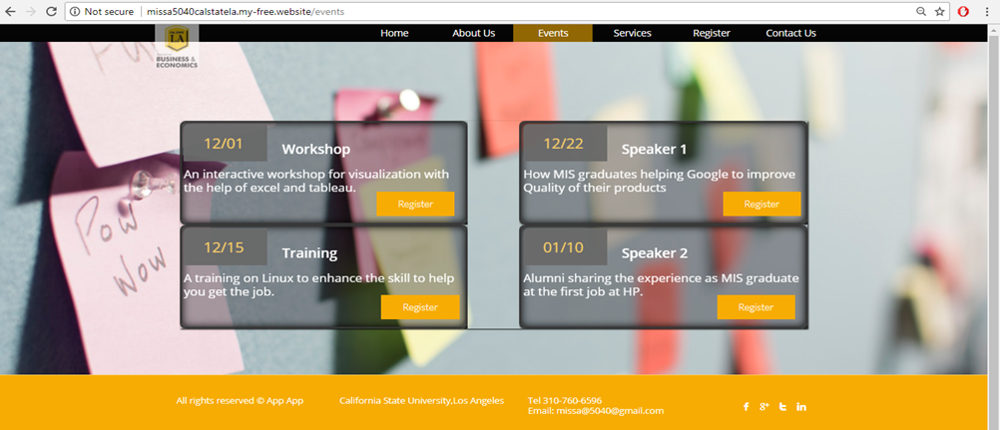 Not secure missa5040calstatela.my-free.website/events
LA
BUSINESS &
ECONOMICS
Home About Us Events Services Register Contact Us
12/01 Workshop
An interactive workshop for visualization with
the help of excel and tableau.
Register
12/22 Speaker 1
How MIS graduates helping Google to improve
Quality of their products
Register
12/15 Training
A training on Linux to enhance the skill to help
you get the job.
Register
01/10 Speaker 2
Alumni sharing the experience as MIS graduate
at the first job at HP.
Register
Pow
Wow
All rights reserved © App App
California State University,Los Angeles
Tel 310-760-6596
Email: missa@5040@gmail.com